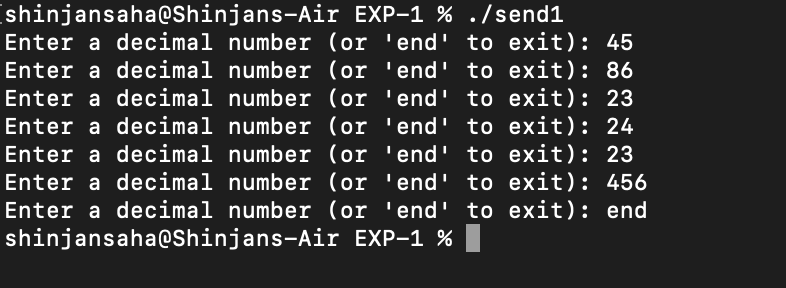 shinjansaha@Shinjans-Air EXP-1 % ./send1
Enter a decimal number (or 'end' to exit): 45
Enter a decimal number (or 'end' to exit): 86
Enter a decimal number (or 'end' to exit): 23
Enter a decimal number (or 'end' to exit): 24
Enter a decimal number (or 'end' to exit): 23
Enter a decimal number (or 'end' to exit): 456
Enter a decimal number (or 'end' to exit): end
shinjansaha@Shinjans-Air EXP-1 %